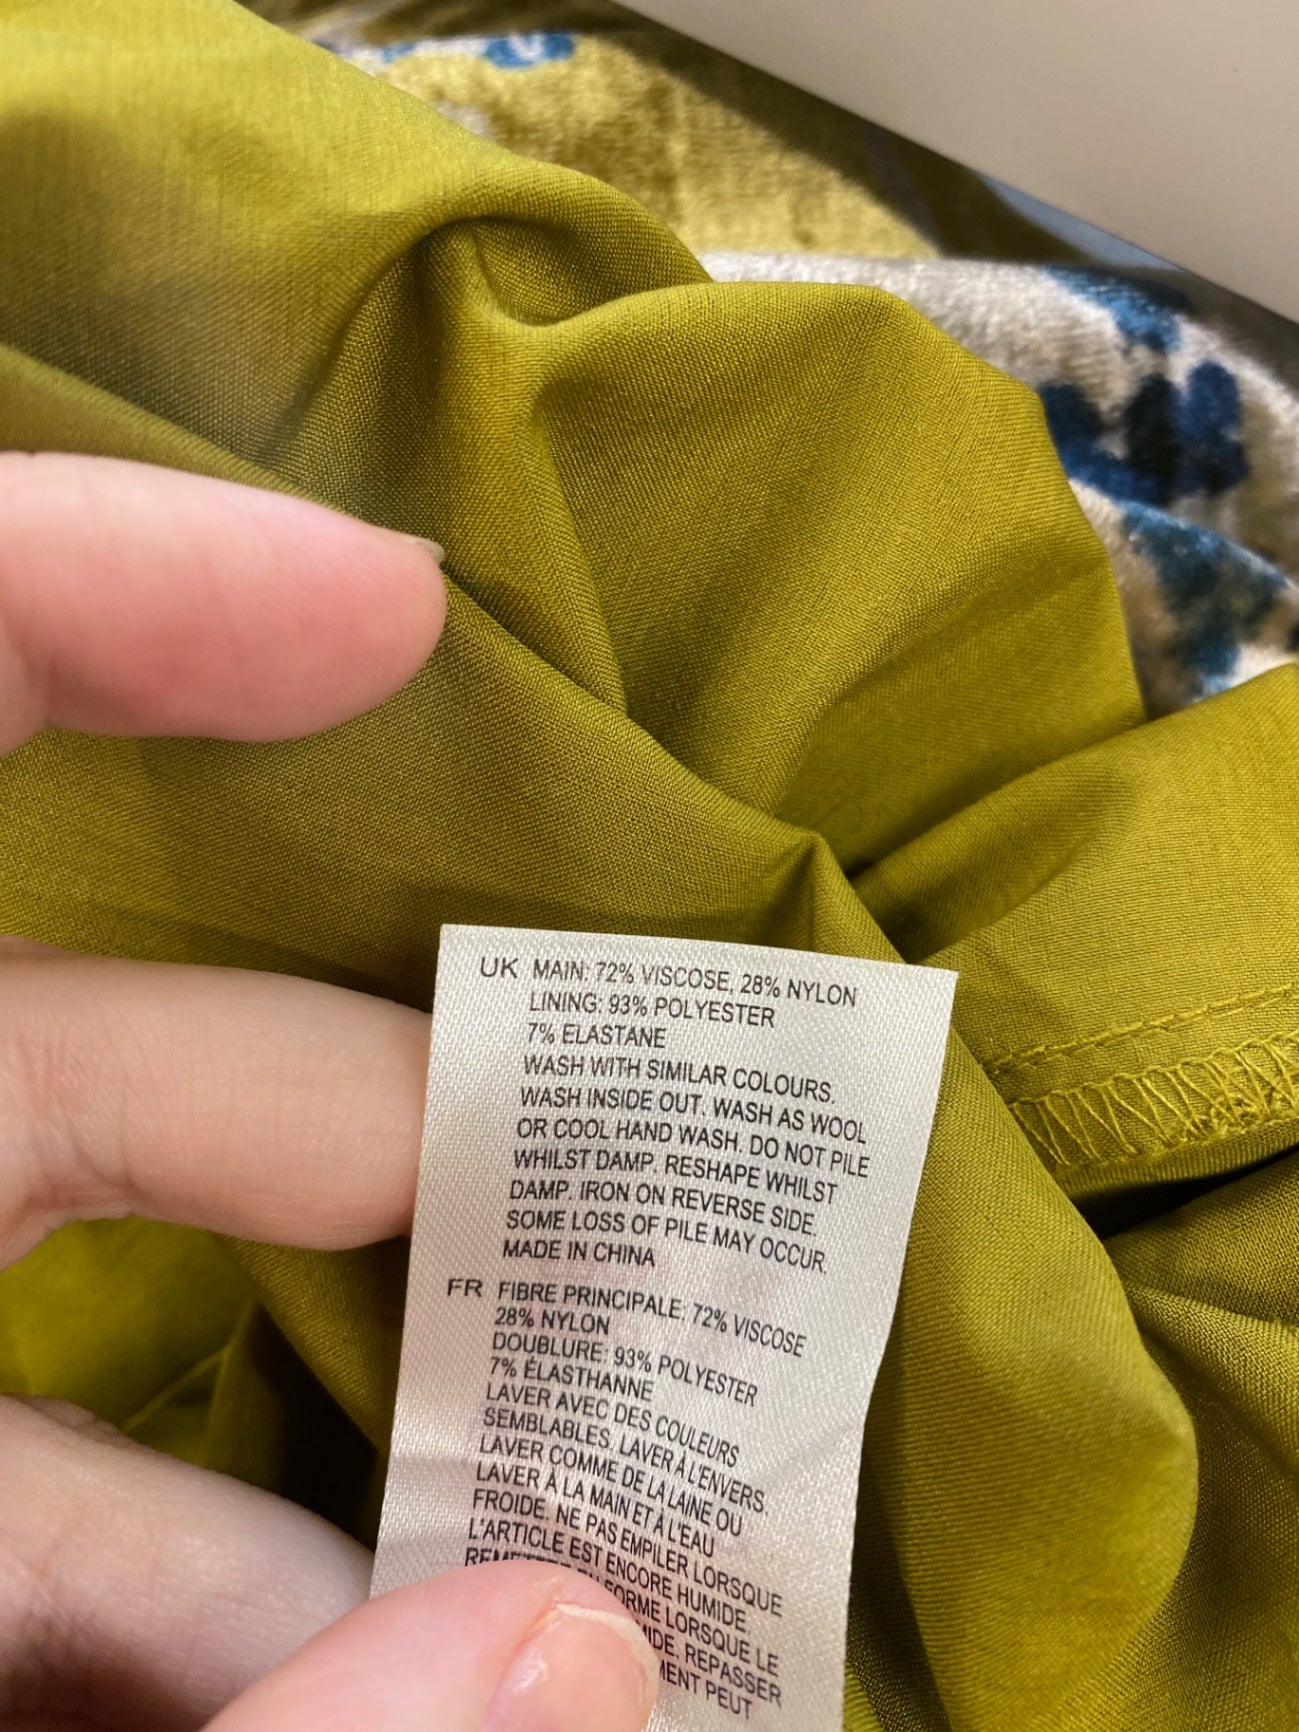 UK MAIN: 72% VISCOSE, 28% NYLON
LINING: 93% POLYESTER
7% ELASTANE
WASH WITH SIMILAR COLOURS.
WASH INSIDE OUT. WASH AS WOOL
OR COOL HAND WASH. DO NOT PILE
WHILST DAMP. RESHAPE WHILST
DAMP. IRON ON REVERSE SIDE.
SOME LOSS OF PILE MAY OCCUR.
MADE IN CHINA
FR FIBRE PRINCIPALE: 72% VISCOSE
28% NYLON
DOUBLURE: 93% POLYESTER
7% ÉLASTHANNE
LAVER AVEC DES COULEURS
SEMBLABLES. LAVER À L'ENVERS.
LAVER COMME DE LA LAINE OU
LAVER À LA MAIN ET À L'EAU
FROIDE. NE PAS EMPILER LORSQUE
L'ARTICLE EST ENCORE HUMIDE.
LORSQUE LE
REPASSER
PEUT